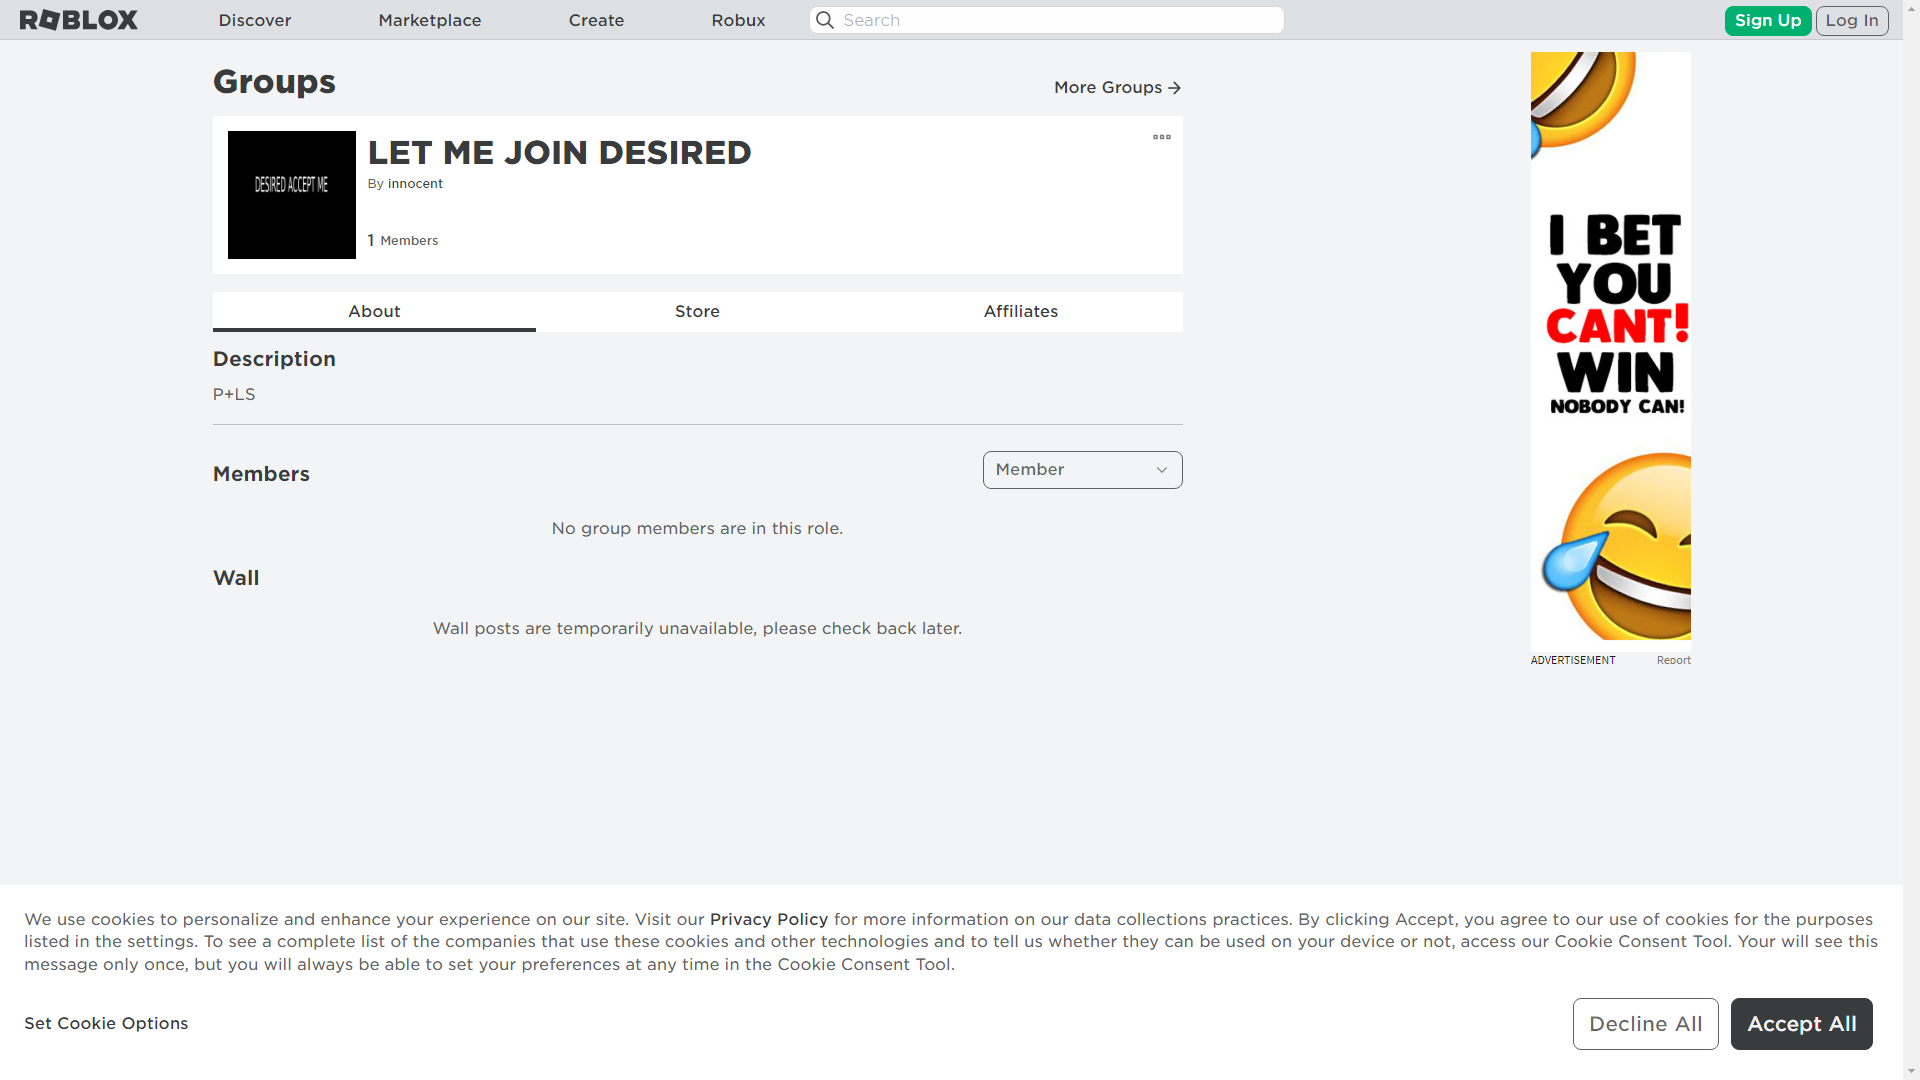 ROBLOX Discover Marketplace Create Robux Search Sign Up Log In
Groups
More Groups
DESIRED ACCEPT ME
LET ME JOIN DESIRED
By innocent
1 Members
About Store Affiliates
Description
P+LS
Members
Member
No group members are in this role.
Wall
Wall posts are temporarily unavailable, please check back later.
I BET
YOU
CANT!
WIN
NOBODY CAN!
ADVERTISEMENT Report
We use cookies to personalize and enhance your experience on our site. Visit our Privacy Policy for more information on our data collections practices. By clicking Accept, you agree to our use of cookies for the purposes
listed in the settings. To see a complete list of the companies that use these cookies and other technologies and to tell us whether they can be used on your device or not, access our Cookie Consent Tool. Your will see this
message only once, but you will always be able to set your preferences at any time in the Cookie Consent Tool.
Set Cookie Options
Decline All
Accept All